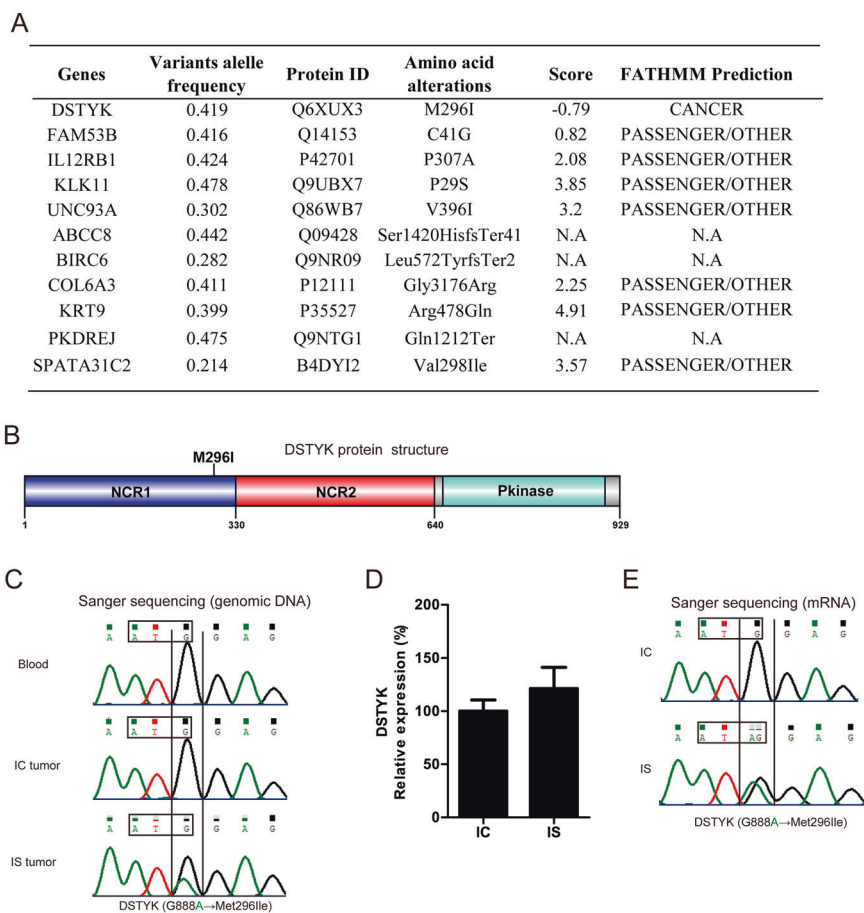 A
Genes Variants alelle frequency Protein ID Amino acid alterations Score FATHMM Prediction
DSTYK 0.419 Q6XUX3 M296I -0.79 CANCER
FAM53B 0.416 Q14153 C41G 0.82 PASSENGER/OTHER
IL12RB1 0.424 P42701 P307A 2.08 PASSENGER/OTHER
KLK11 0.478 Q9UBX7 P29S 3.85 PASSENGER/OTHER
UNC93A 0.302 Q86WB7 V396I 3.2 PASSENGER/OTHER
ABCC8 0.442 Q09428 Ser1420HisfsTer41 N.A N.A
BIRC6 0.282 Q9NR09 Leu572TyrfsTer2 N.A N.A
COL6A3 0.411 P12111 Gly3176Arg 2.25 PASSENGER/OTHER
KRT9 0.399 P35527 Arg478Gln 4.91 PASSENGER/OTHER
PKDREJ 0.475 Q9NTG1 Gln1212Ter N.A N.A
SPATA31C2 0.214 B4DYI2 Val298Ile 3.57 PASSENGER/OTHER
B
DSTYK protein structure
M296I
NCR1 NCR2 Pkinase
1 330 640 929
C
Sanger sequencing (genomic DNA)
A A T G G A G
Blood
A A T G G A G
IC tumor
A A T G G A G
IS tumor
DSTYK (G888A→Met296Ile)
D
DSTYK
Relative expression (%)
200
150
100
50
0
IC IS
E
Sanger sequencing (mRNA)
A A T G G A G
IC
A A T AG G A G
IS
DSTYK (G888A→Met296Ile)